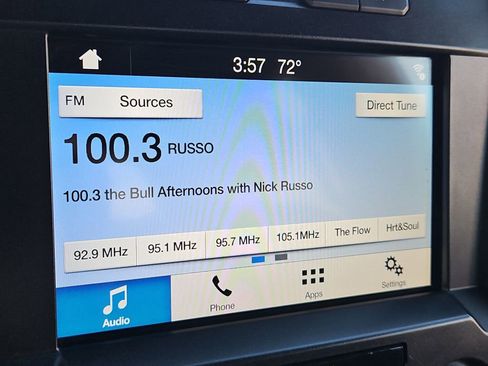 3:57 72°
FM Sources
Direct Tune
100.3 RUSSO
100.3 the Bull Afternoons with Nick Russo
92.9 MHz 95.1 MHz 95.7 MHz 105.1MHz The Flow Hrt&Soul
Audio Phone Apps Settings